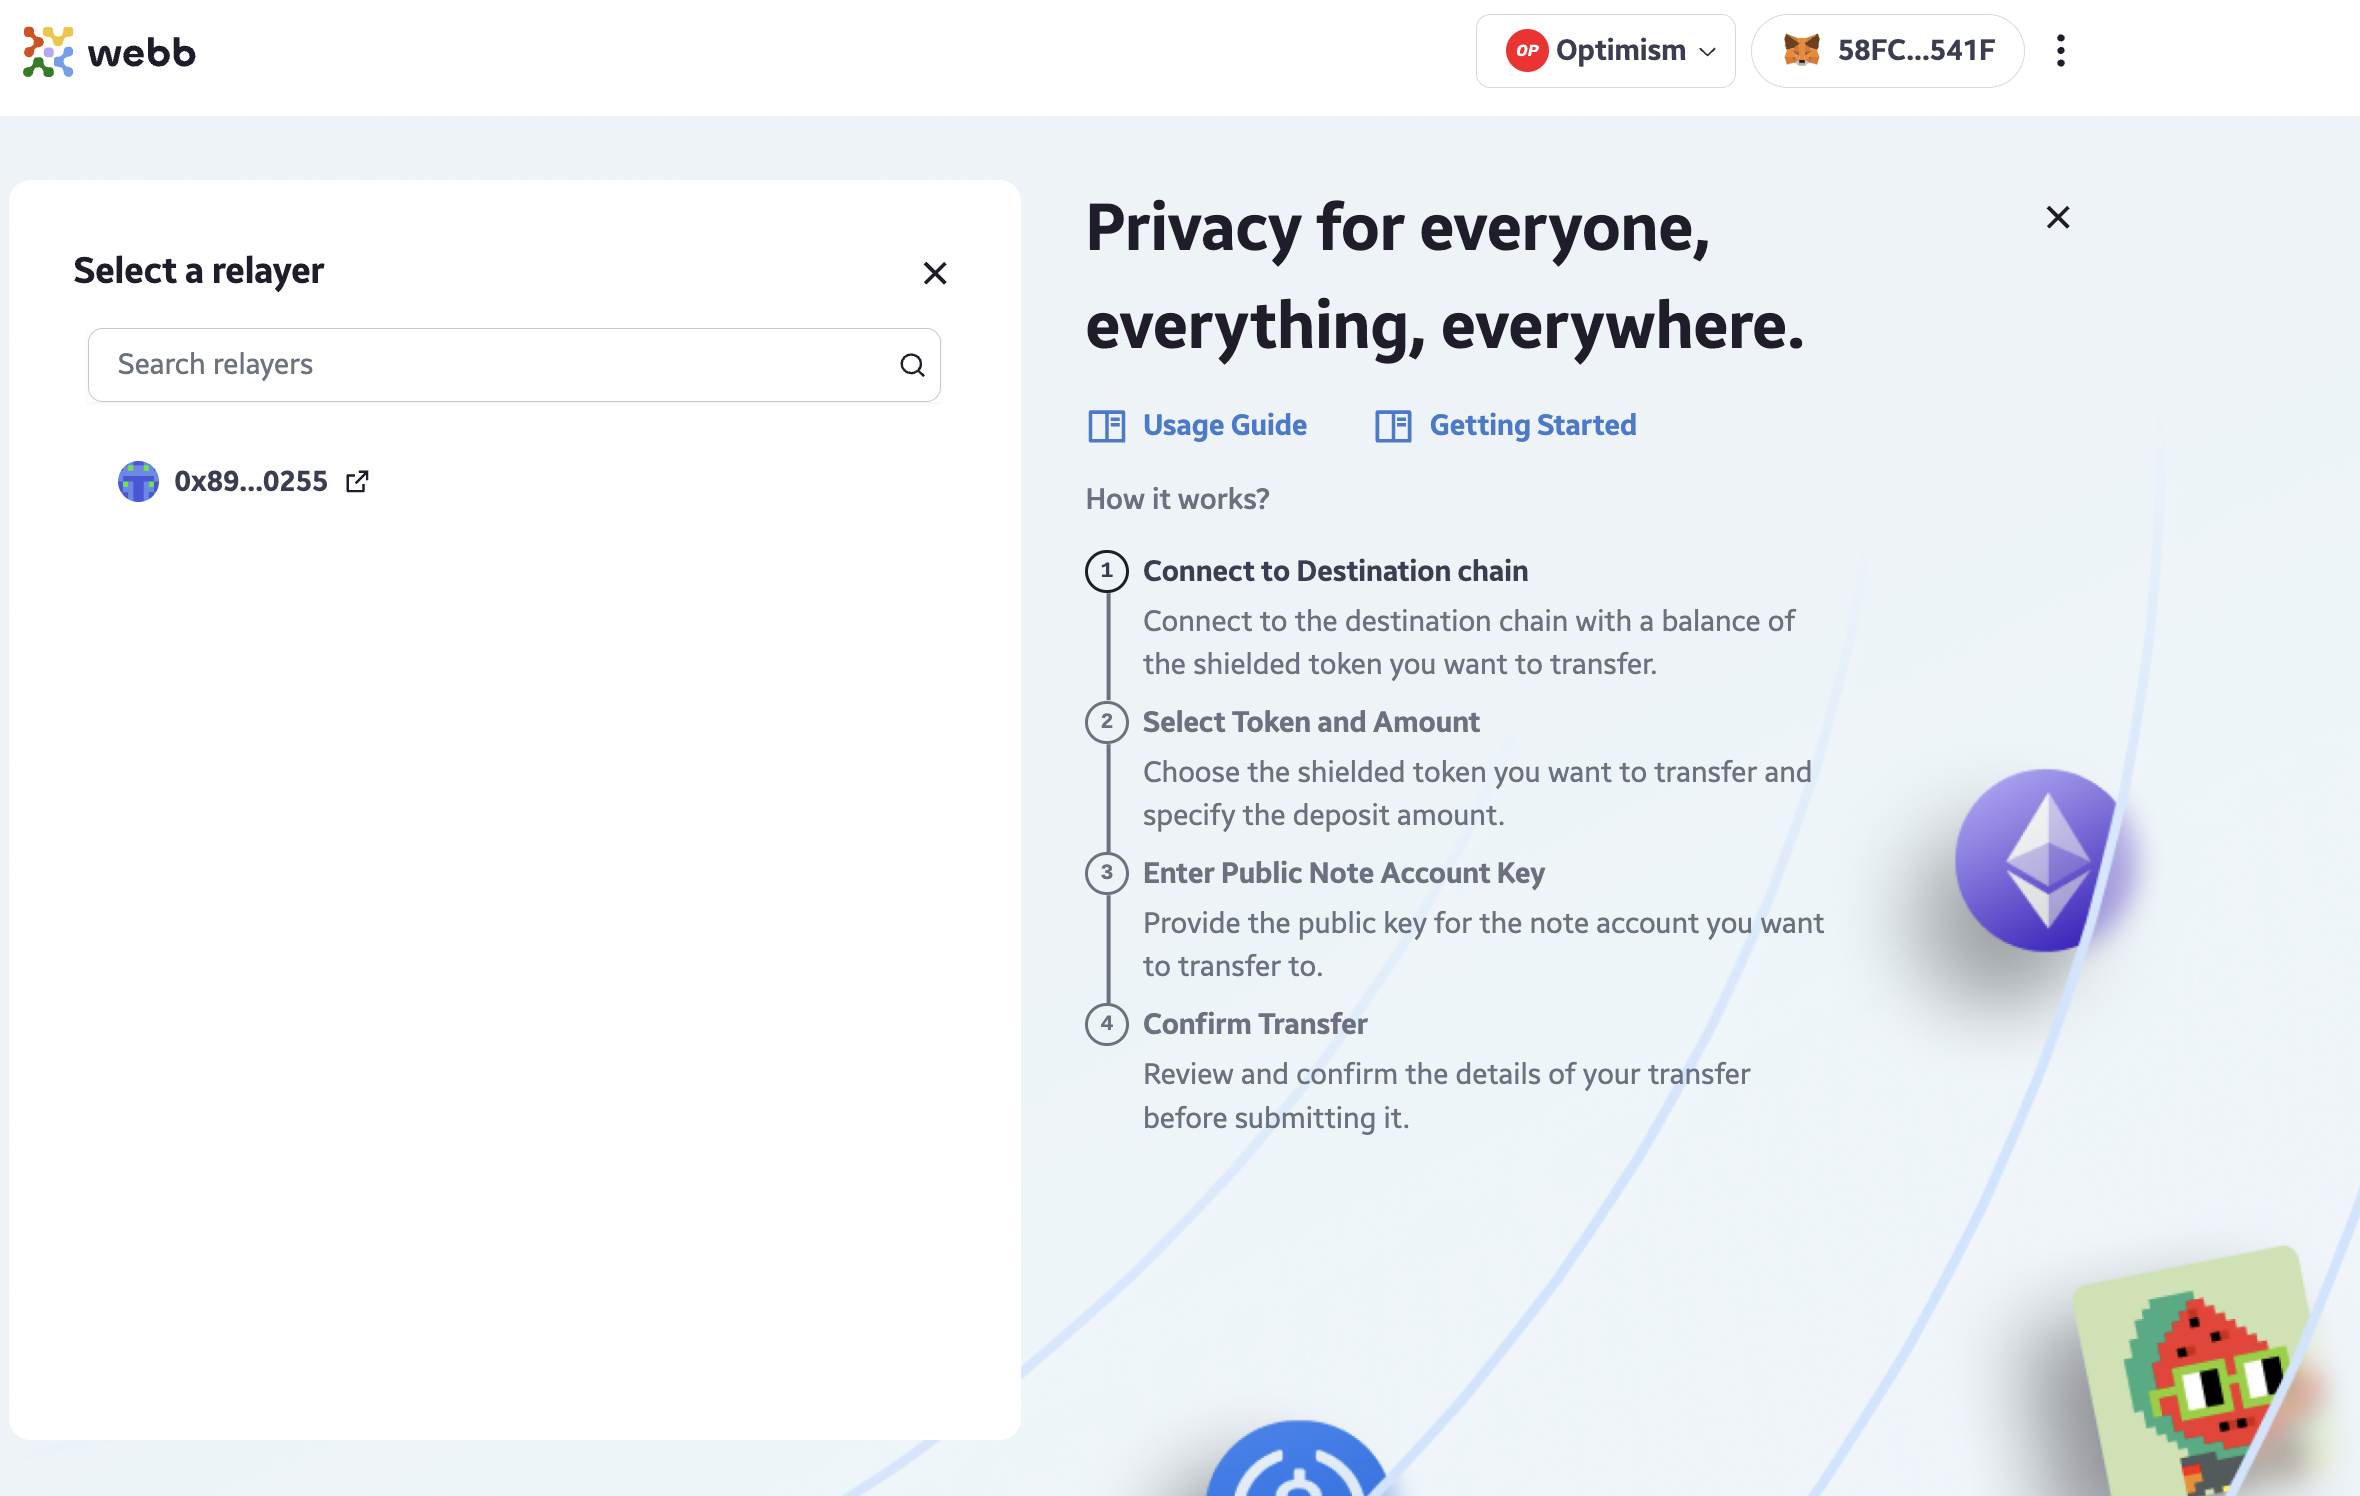 webb
OP Optimism
58FC...541F
Select a relayer
Search relayers
0x89...0255
Privacy for everyone,
everything, everywhere.
Usage Guide
Getting Started
How it works?
1 Connect to Destination chain
Connect to the destination chain with a balance of
the shielded token you want to transfer.
2 Select Token and Amount
Choose the shielded token you want to transfer and
specify the deposit amount.
3 Enter Public Note Account Key
Provide the public key for the note account you want
to transfer to.
4 Confirm Transfer
Review and confirm the details of your transfer
before submitting it.